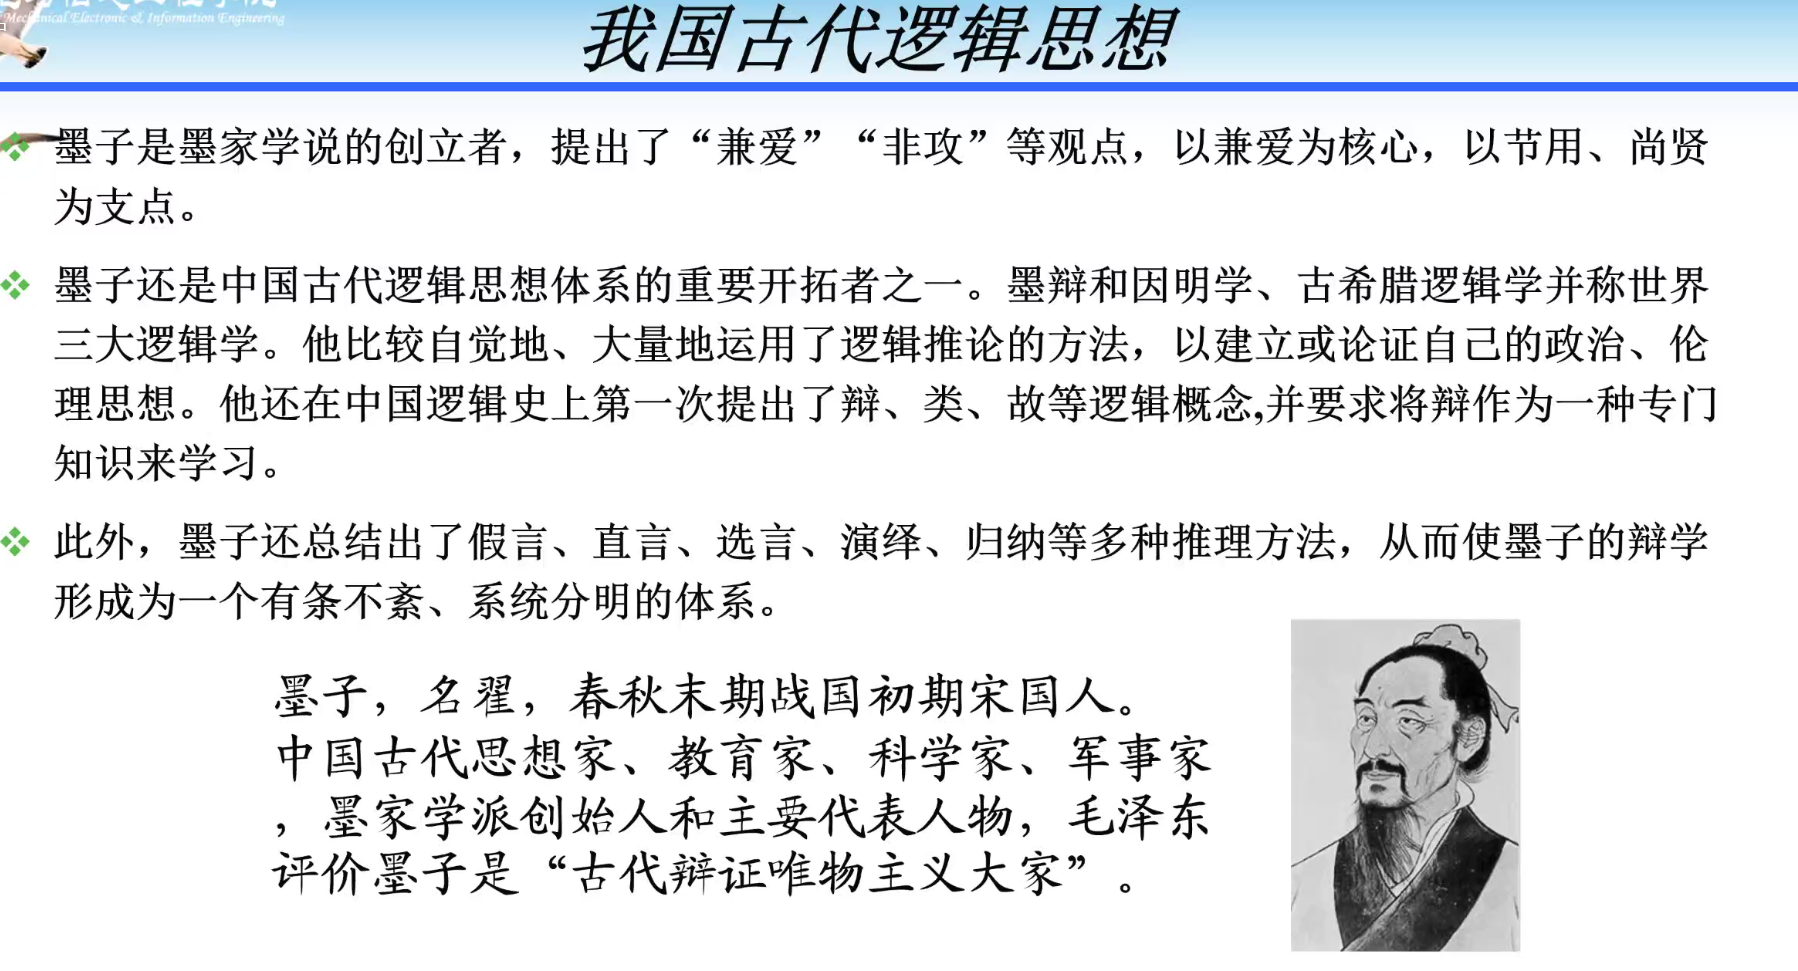 Mechanical Electronic & Information Engineering
我国古代逻辑思想
墨子是墨家学说的创立者，提出了“兼爱”“非攻”等观点，以兼爱为核心，以节用、尚贤
为支点。
墨子还是中国古代逻辑思想体系的重要开拓者之一。墨辩和因明学、古希腊逻辑学并称世界
三大逻辑学。他比较自觉地、大量地运用了逻辑推论的方法，以建立或论证自己的政治、伦
理思想。他还在中国逻辑史上第一次提出了辩、类、故等逻辑概念,并要求将辩作为一种专门
知识来学习。
此外，墨子还总结出了假言、直言、选言、演绎、归纳等多种推理方法，从而使墨子的辩学
形成为一个有条不紊、系统分明的体系。
墨子，名翟，春秋末期战国初期宋国人。
中国古代思想家、教育家、科学家、军事家
，墨家学派创始人和主要代表人物，毛泽东
评价墨子是“古代辩证唯物主义大家”。